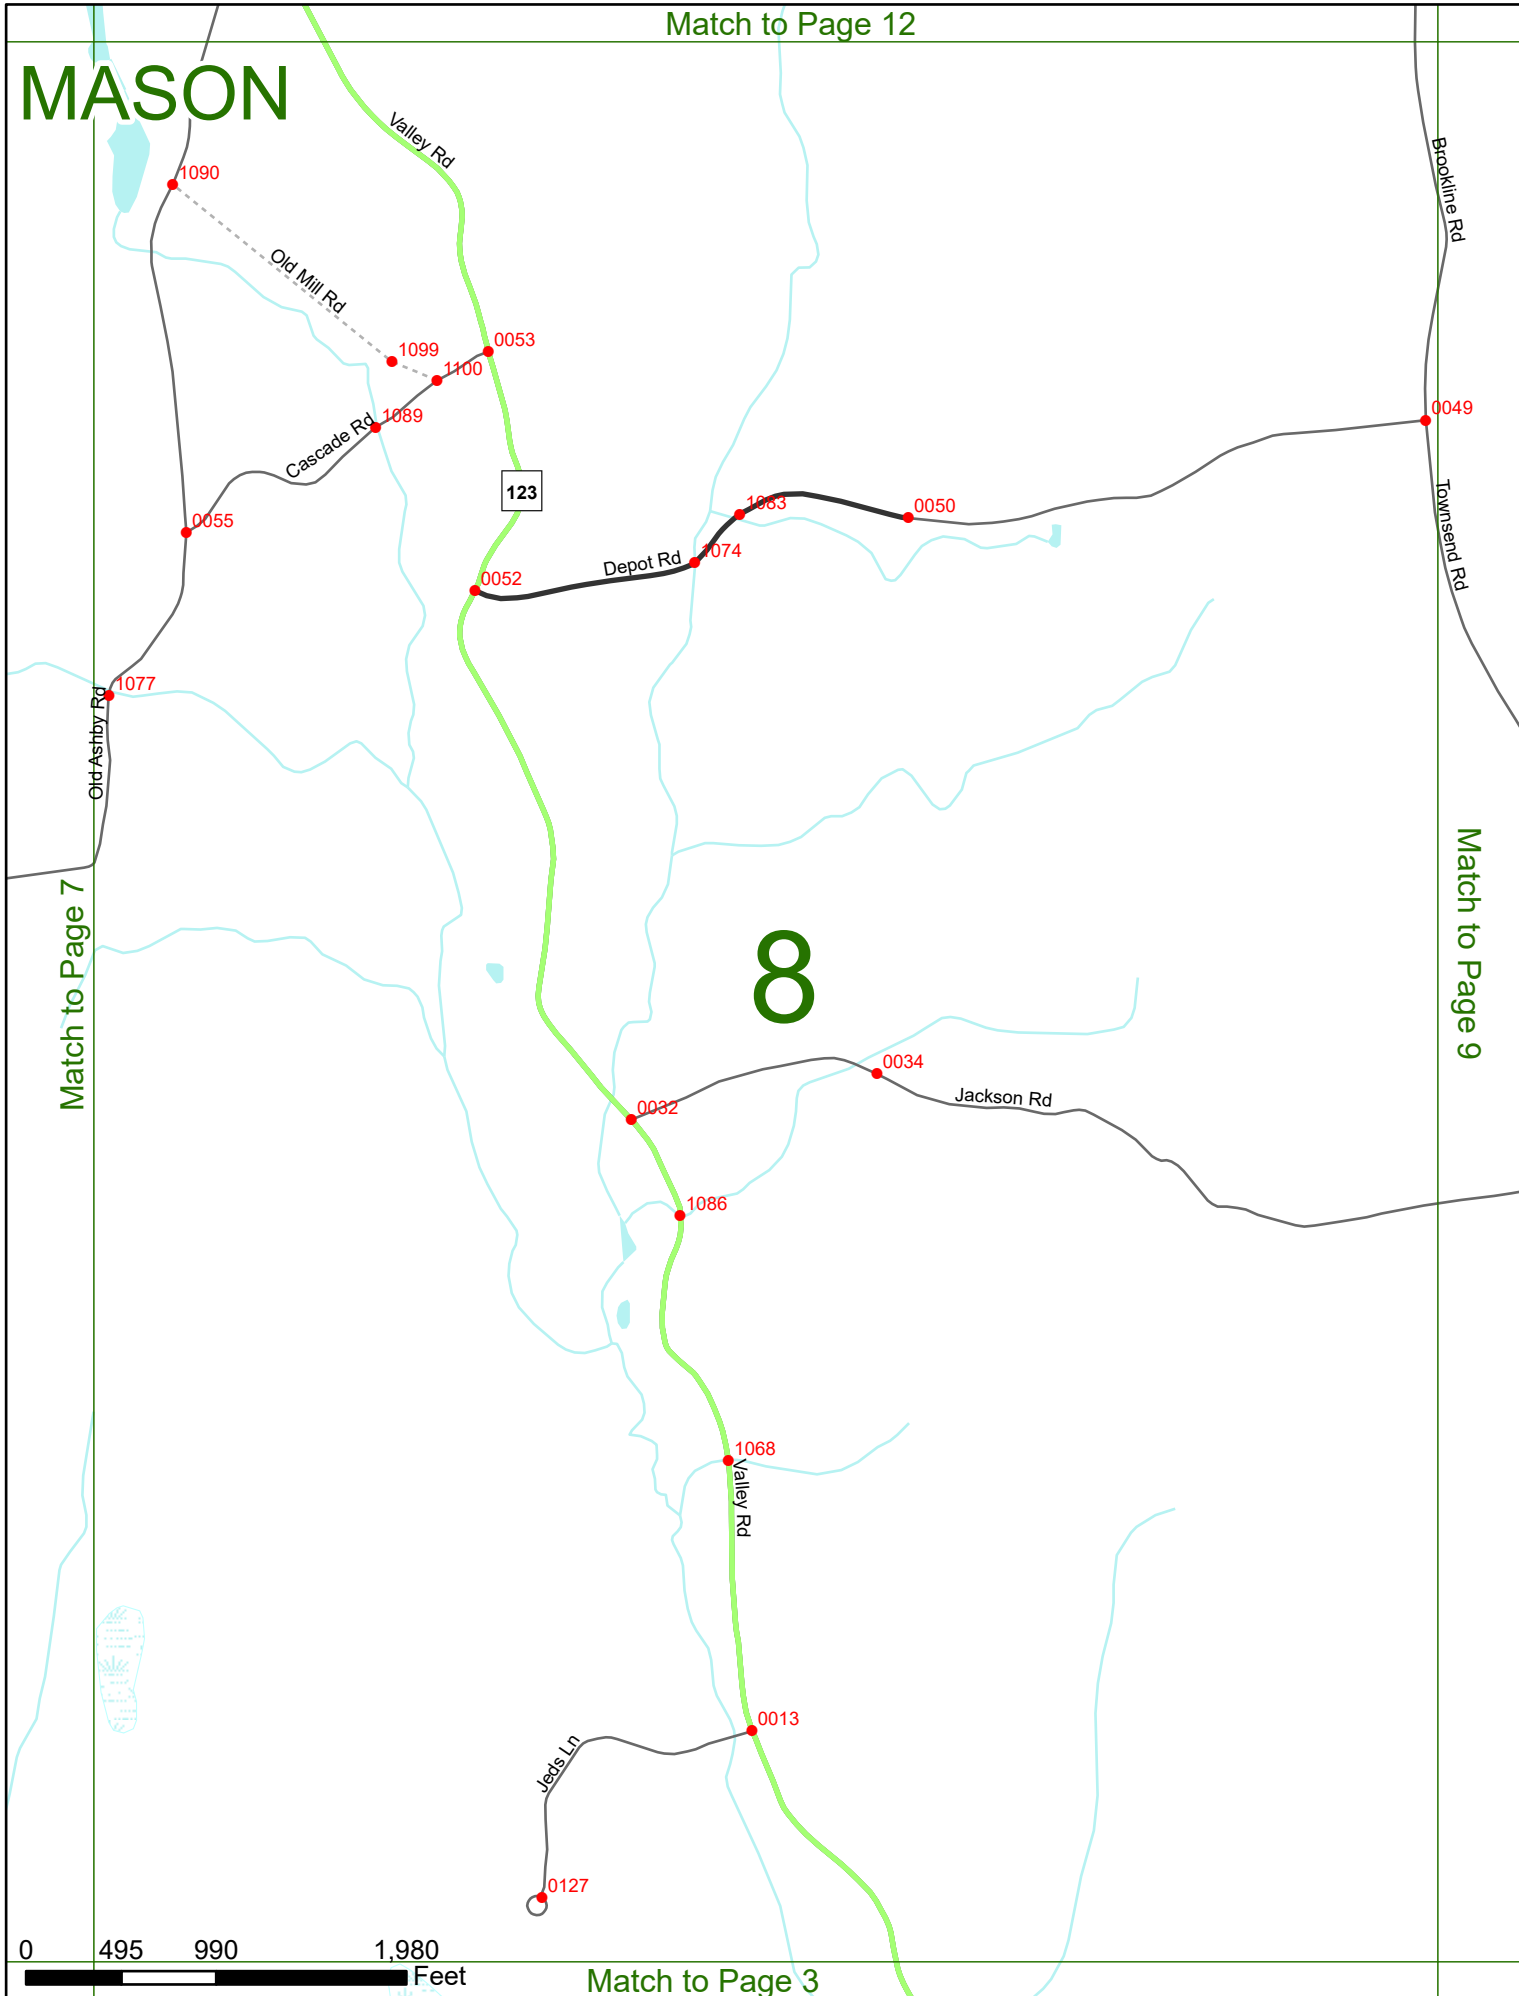 Match to Page 12
MASON
Valley Rd
Brookline Rd
1090
Old Mill Rd
0053
1099
1100
1089
0049
Cascade Rd
123
Townsend Rd
1083
0050
0055
1074
Depot Rd
0052
1077
Old Ashby Rd
Match to Page 7
Match to Page 9
8
0034
Jackson Rd
0032
1086
1068
Valley Rd
0013
Jeds Ln
0127
0 495 990 1,980
Feet
Match to Page 3